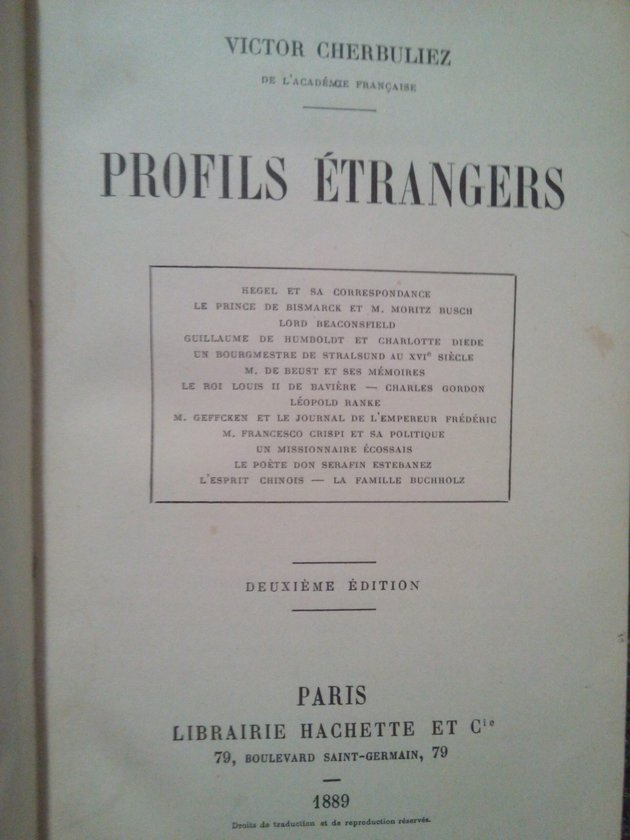 VICTOR CHERBULIEZ
DE L'ACADÉMIE FRANÇAISE
PROFILS ÉTRANGERS
HEGEL ET SA CORRESPONDANCE
LE PRINCE DE BISMARCK ET M. MORITZ BUSCH
LORD BEACONSFIELD
GUILLAUME DE HUMBOLDT ET CHARLOTTE DIEDE
UN BOURGMESTRE DE STRALSUND AU XVIe SIÈCLE
M. DE BEUST ET SES MÉMOIRES
LE ROI LOUIS II DE BAVIÈRE — CHARLES GORDON
LÉOPOLD RANKE
M. GEFFCKEN ET LE JOURNAL DE L'EMPEREUR FRÉDÉRIC
M. FRANCESCO CRISPI ET SA POLITIQUE
UN MISSIONNAIRE ÉCOSSAIS
LE POÈTE DON SERAFIN ESTEBANEZ
L'ESPRIT CHINOIS — LA FAMILLE BUCHHOLZ
DEUXIÈME ÉDITION
PARIS
LIBRAIRIE HACHETTE ET Cie
79, BOULEVARD SAINT-GERMAIN, 79
1889
Droits de traduction et de reproduction réservés.